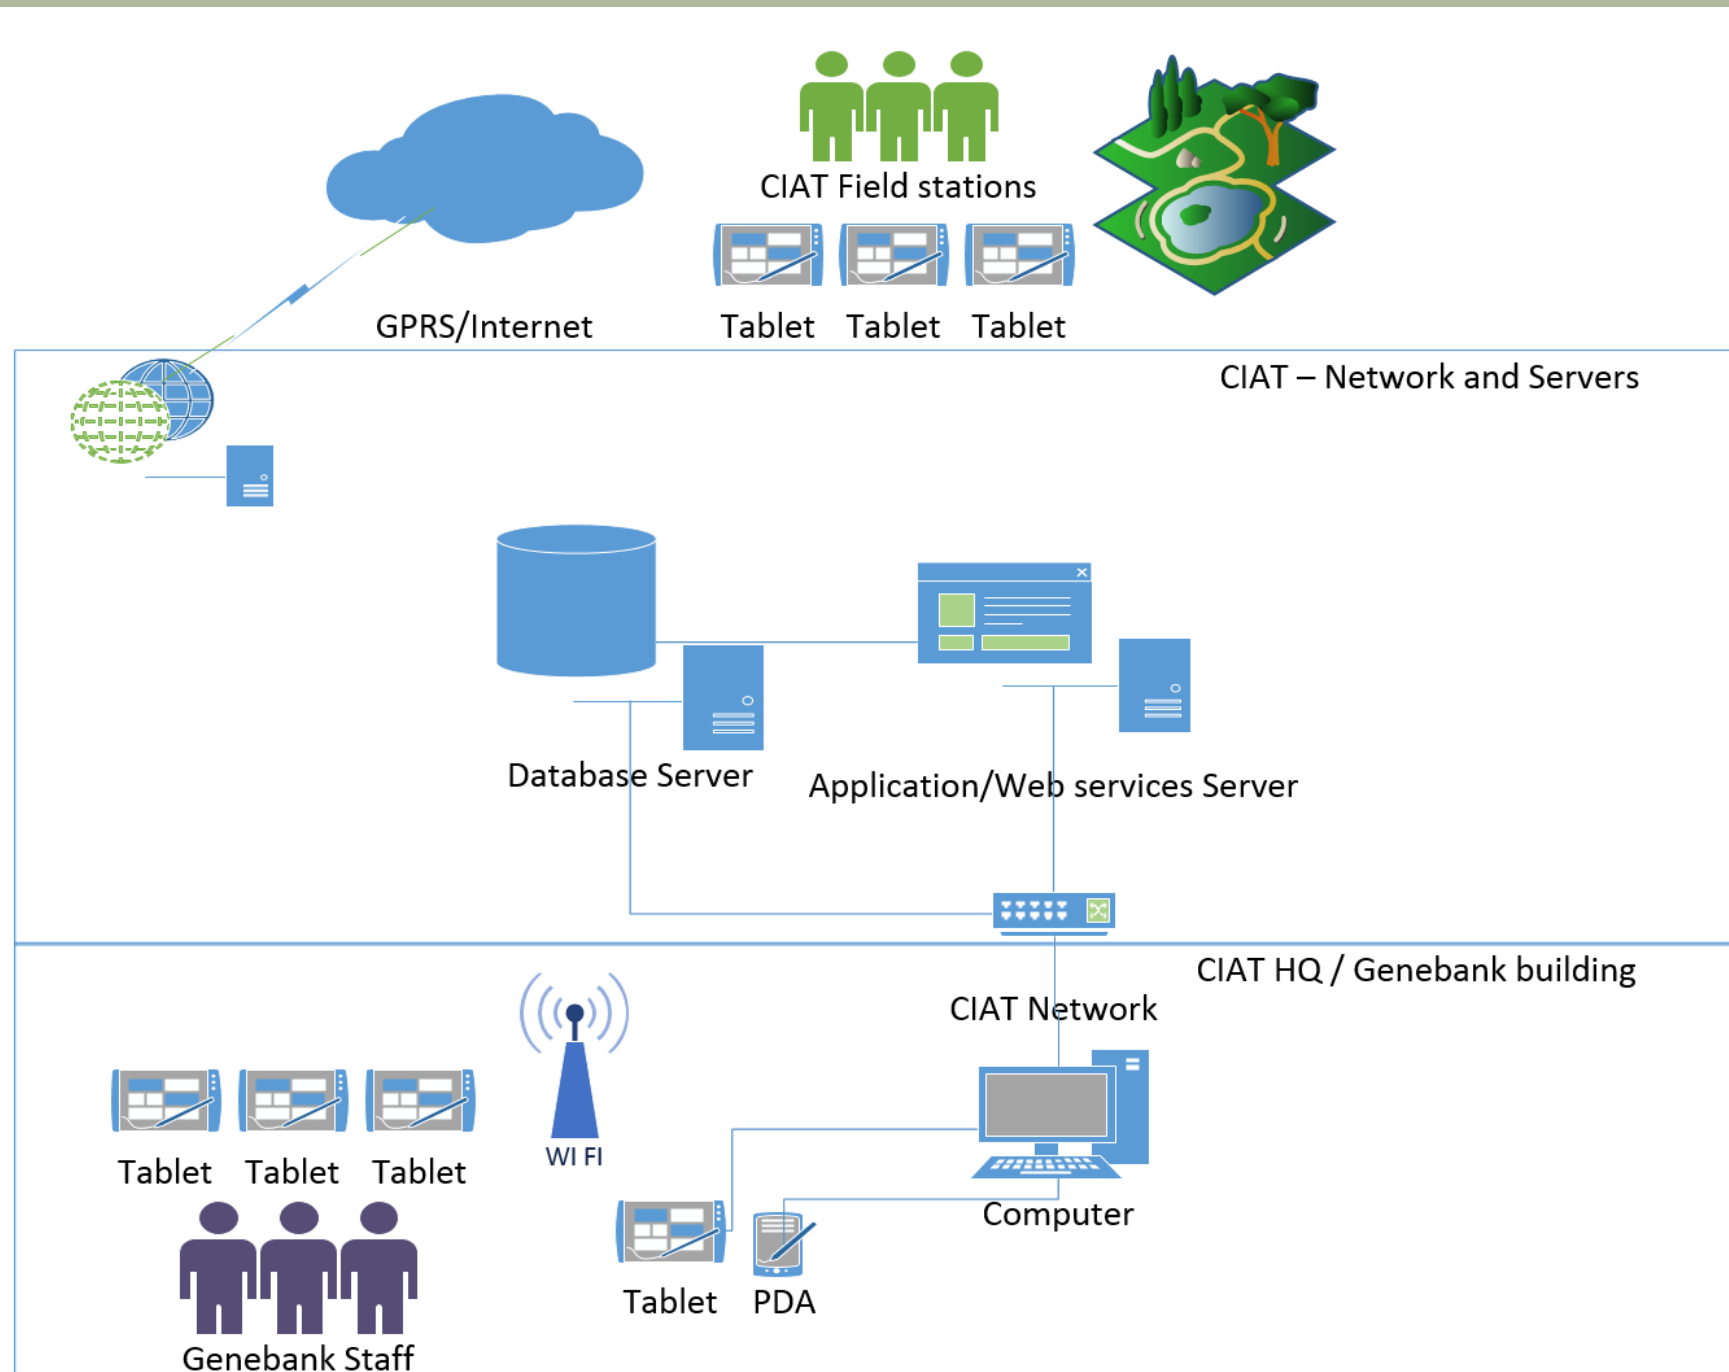 CIAT Field stations
GPRS/Internet
Tablet
Tablet
Tablet
CIAT – Network and Servers
Database Server
Application/Web services Server
CIAT HQ / Genebank building
CIAT Network
WI FI
Tablet
Tablet
Tablet
Computer
Tablet
PDA
Genebank Staff